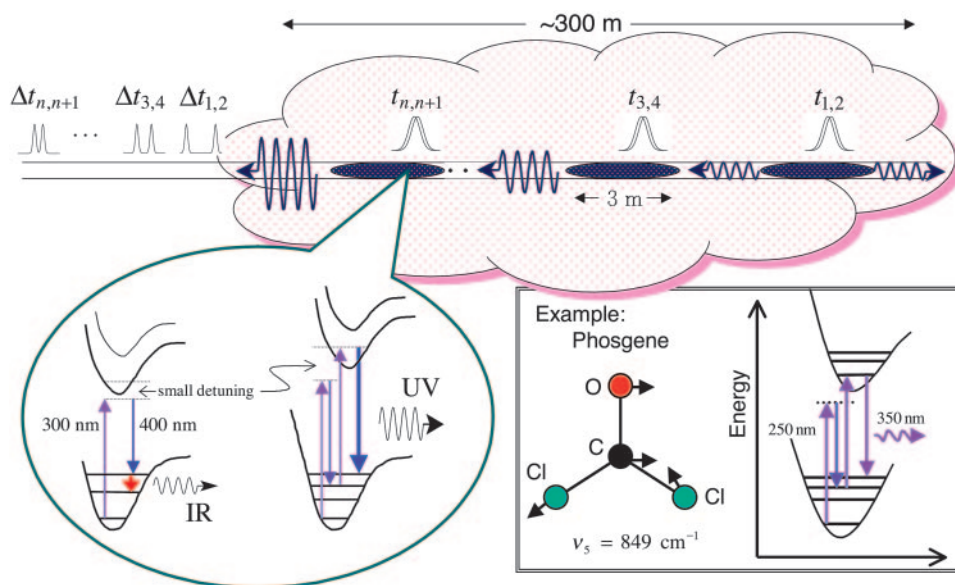 ~300 m
Δt_{n,n+1} ··· Δt_{3,4} Δt_{1,2}
t_{n,n+1} t_{3,4} t_{1,2}
··
3 m
small detuning
300 nm 400 nm
IR
UV
Example:
Phosgene
O
C
Cl
Cl
ν₅ = 849 cm⁻¹
Energy
250 nm
350 nm